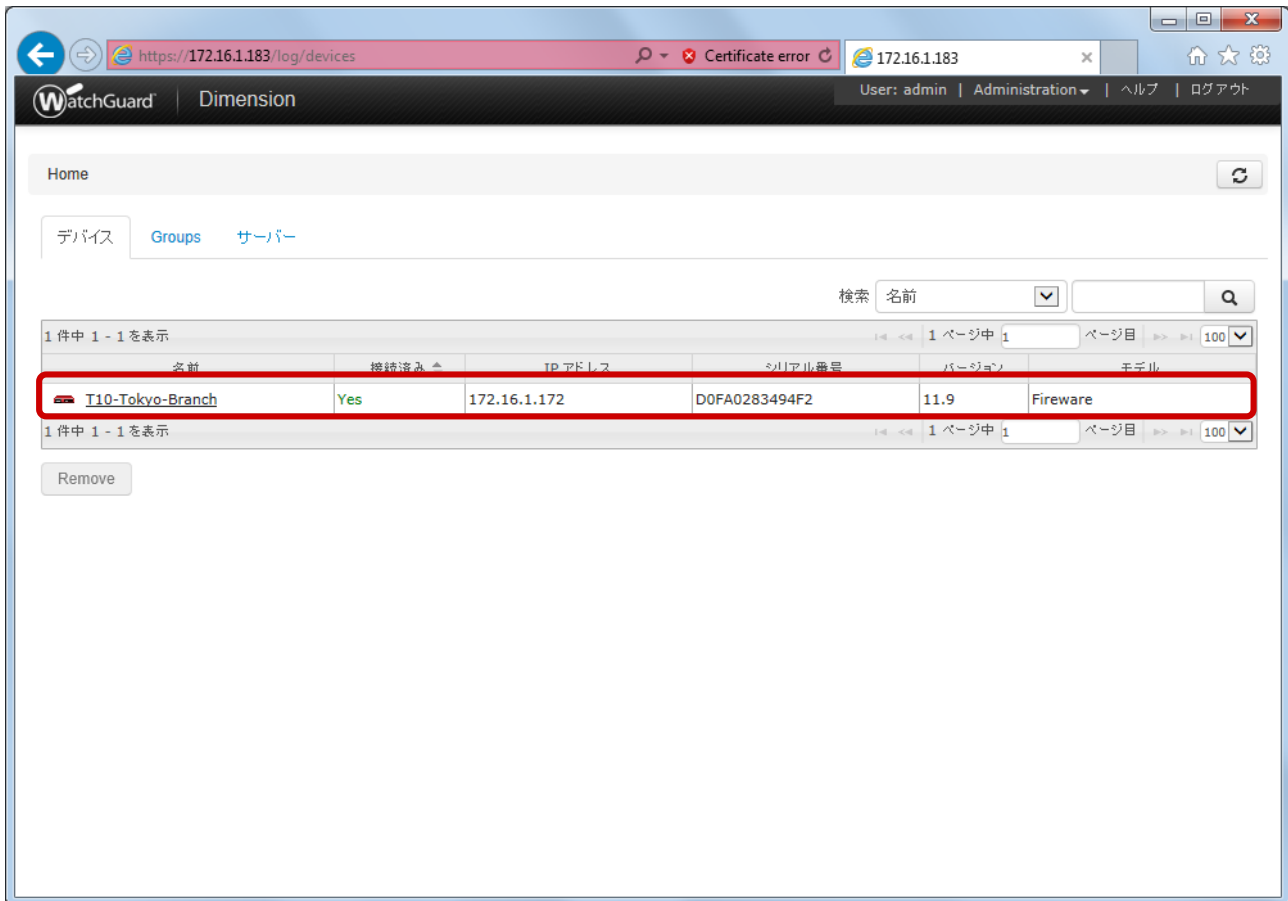 https://172.16.1.183/log/devices Certificate error 172.16.1.183
WatchGuard Dimension User: admin | Administration | ヘルプ | ログアウト
Home
デバイス Groups サーバー
検索 名前
1 件中 1 - 1 を表示 1 ページ中 1 ページ目 100
名前 接続済み IP アドレス シリアル番号 バージョン モデル
T10-Tokyo-Branch Yes 172.16.1.172 D0FA0283494F2 11.9 Fireware
1 件中 1 - 1 を表示 1 ページ中 1 ページ目 100
Remove